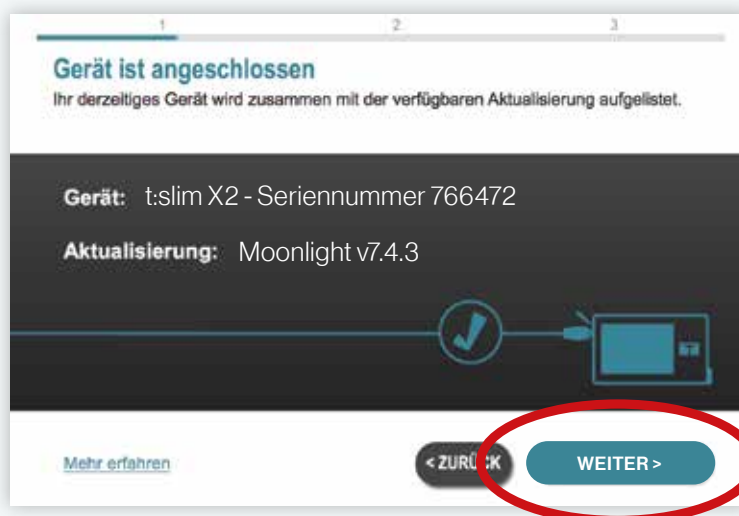 1 2 3
Gerät ist angeschlossen
Ihr derzeitiges Gerät wird zusammen mit der verfügbaren Aktualisierung aufgelistet.
Gerät: t:slim X2 - Seriennummer 766472
Aktualisierung: Moonlight v7.4.3
Mehr erfahren
< ZURÜCK
WEITER >